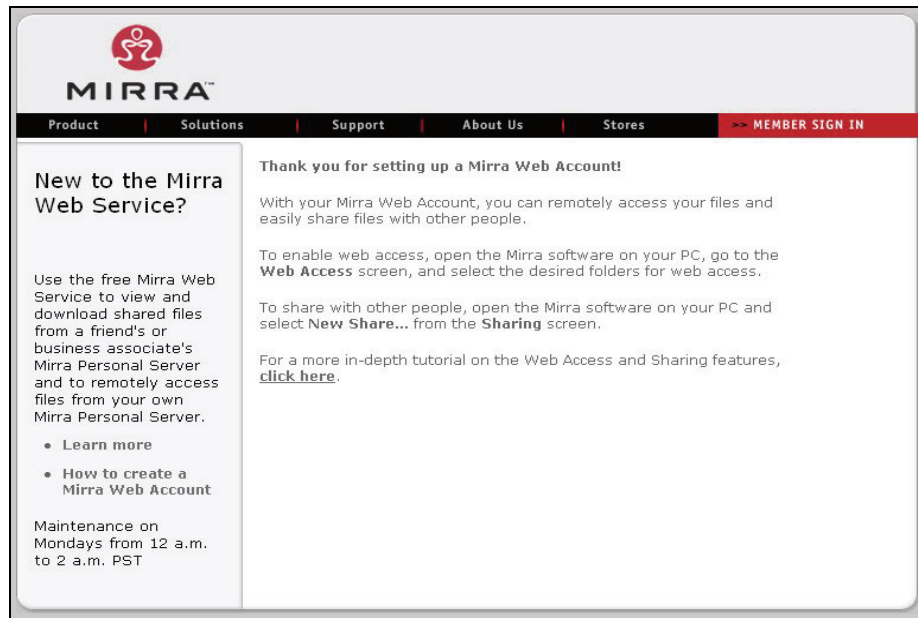 MIRRA™
Product
Solutions
Support
About Us
Stores
>> MEMBER SIGN IN
New to the Mirra
Web Service?
Use the free Mirra Web
Service to view and
download shared files
from a friend's or
business associate's
Mirra Personal Server
and to remotely access
files from your own
Mirra Personal Server.
• Learn more
• How to create a
Mirra Web Account
Maintenance on
Mondays from 12 a.m.
to 2 a.m. PST
Thank you for setting up a Mirra Web Account!
With your Mirra Web Account, you can remotely access your files and
easily share files with other people.
To enable web access, open the Mirra software on your PC, go to the
Web Access screen, and select the desired folders for web access.
To share with other people, open the Mirra software on your PC and
select New Share... from the Sharing screen.
For a more in-depth tutorial on the Web Access and Sharing features,
click here.